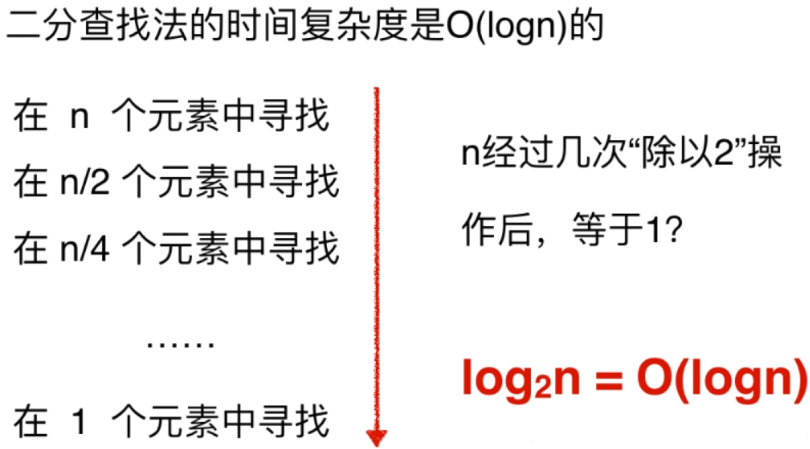 二分查找法的时间复杂度是O(logn)的
在 n 个元素中寻找
在 n/2 个元素中寻找
在 n/4 个元素中寻找
……
在 1 个元素中寻找
n经过几次“除以2”操
作后，等于1?
log₂n = O(logn)